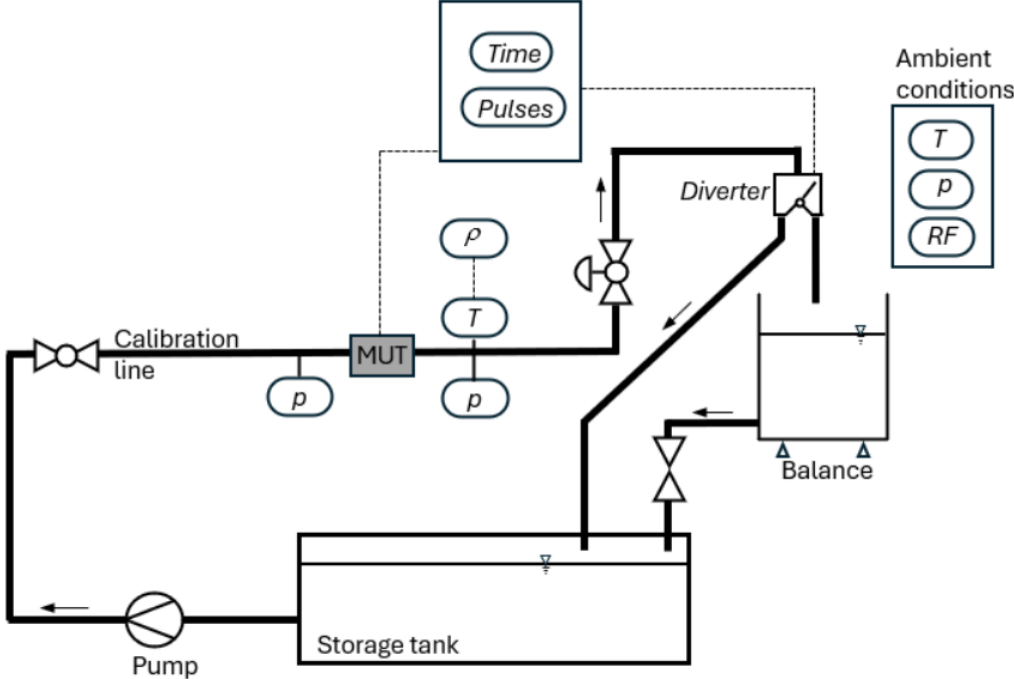 Time
Pulses
Ambient
conditions
T
p
RF
Diverter
ρ
T
Calibration
line
MUT
p
p
Balance
Storage tank
Pump